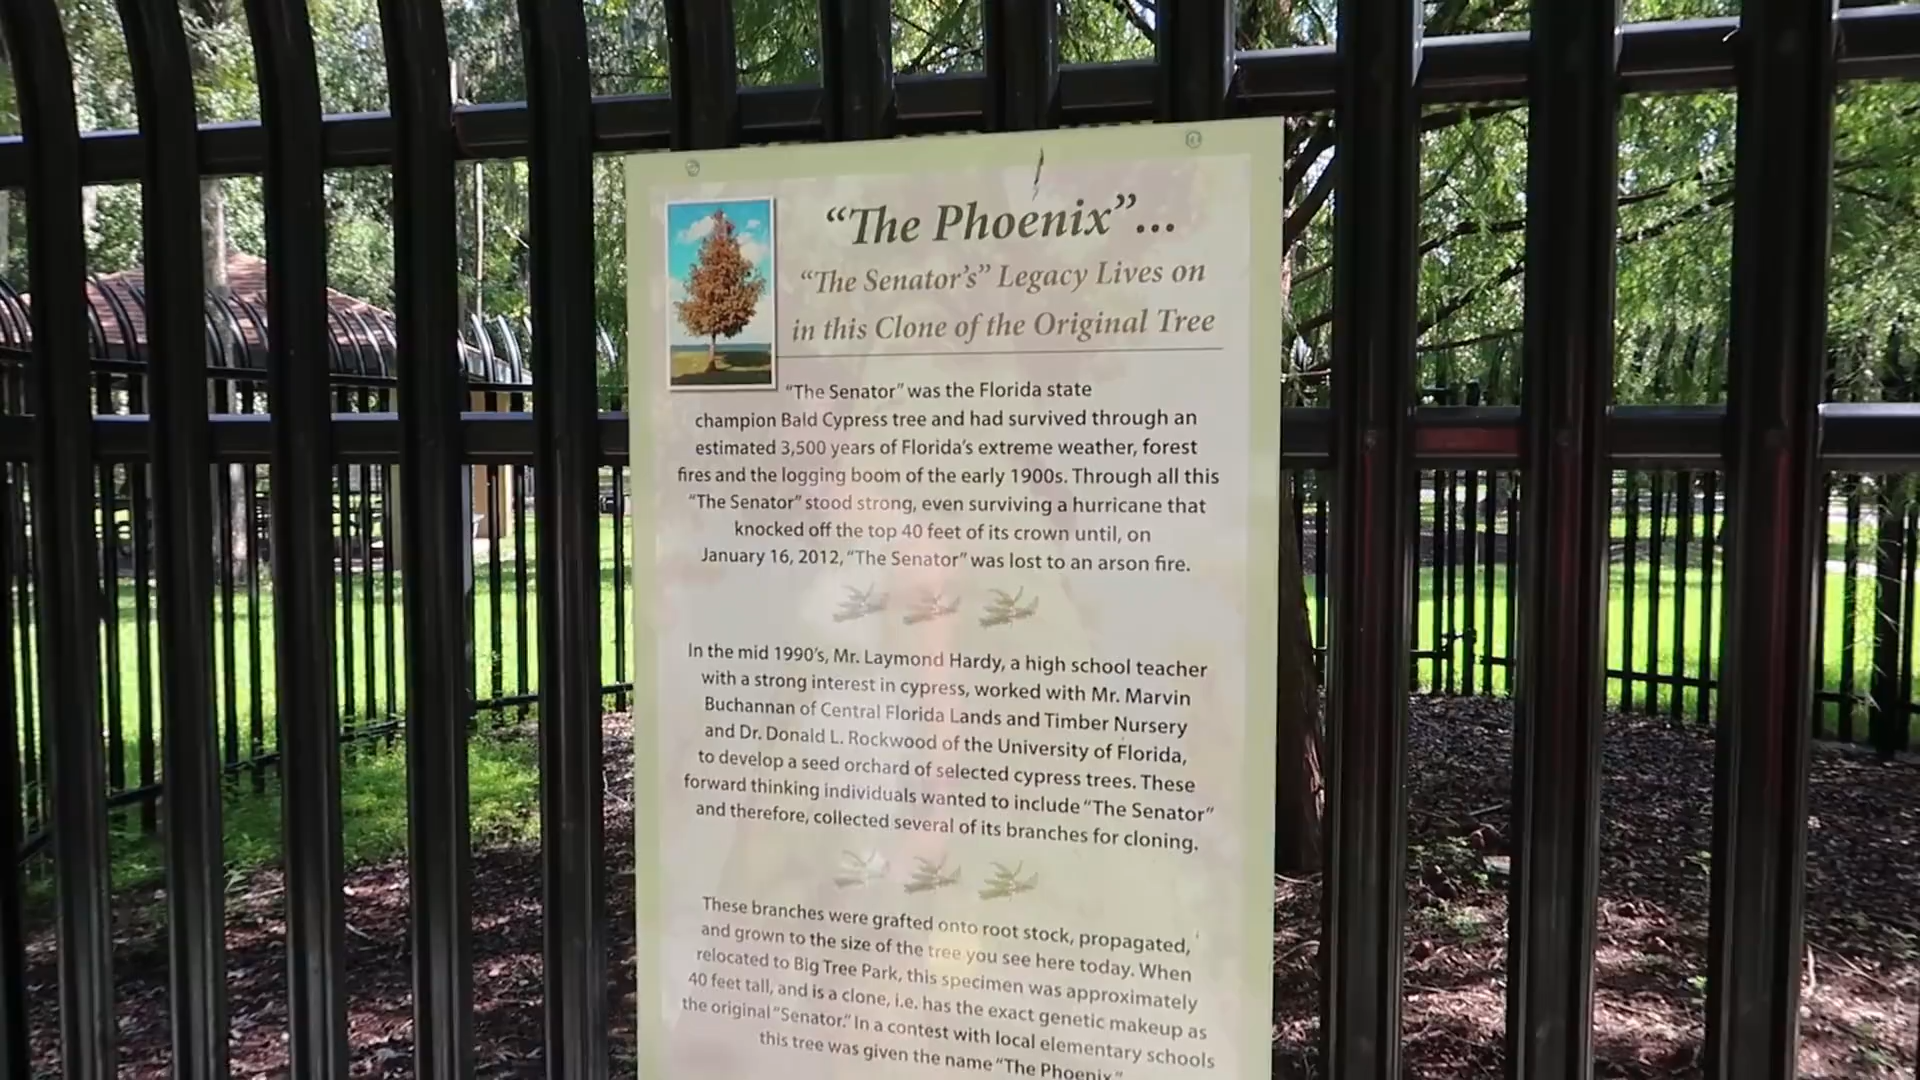 “The Phoenix”...
“The Senator’s” Legacy Lives on
in this Clone of the Original Tree
“The Senator” was the Florida state
champion Bald Cypress tree and had survived through an
estimated 3,500 years of Florida’s extreme weather, forest
fires and the logging boom of the early 1900s. Through all this
“The Senator” stood strong, even surviving a hurricane that
knocked off the top 40 feet of its crown until, on
January 16, 2012, “The Senator” was lost to an arson fire.
In the mid 1990’s, Mr. Laymond Hardy, a high school teacher
with a strong interest in cypress, worked with Mr. Marvin
Buchannan of Central Florida Lands and Timber Nursery
and Dr. Donald L. Rockwood of the University of Florida,
to develop a seed orchard of selected cypress trees. These
forward thinking individuals wanted to include “The Senator”
and therefore, collected several of its branches for cloning.
These branches were grafted onto root stock, propagated,
and grown to the size of the tree you see here today. When
relocated to Big Tree Park, this specimen was approximately
40 feet tall, and is a clone, i.e. has the exact genetic makeup as
the original “Senator.” In a contest with local elementary schools
this tree was given the name “The Phoenix.”